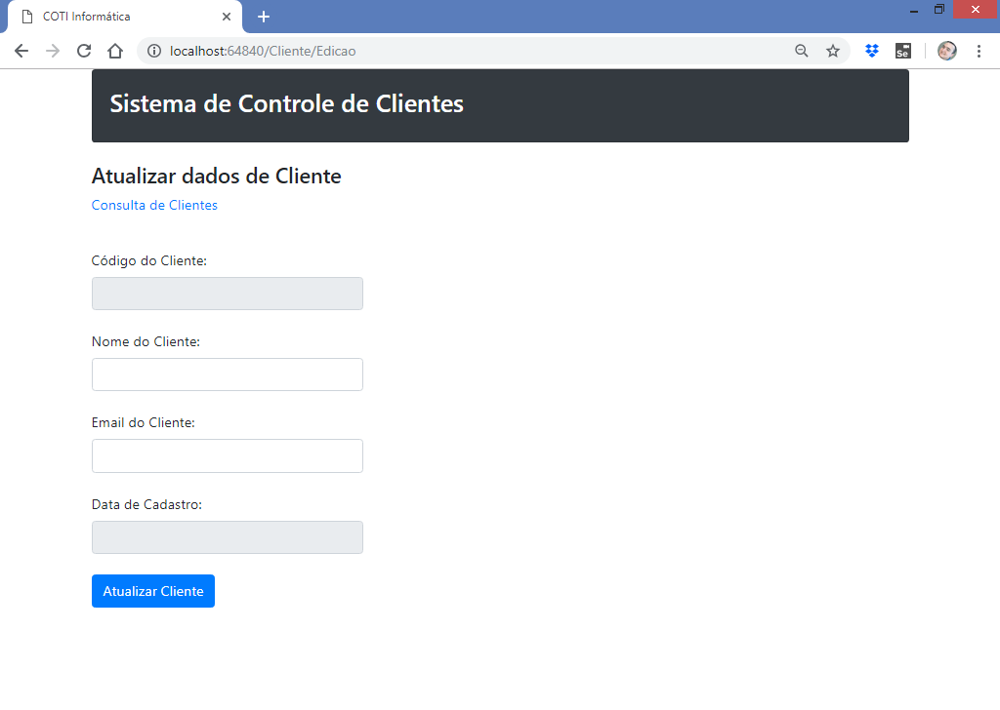 COTI Informática
localhost:64840/Cliente/Edicao
Se
Sistema de Controle de Clientes
Atualizar dados de Cliente
Consulta de Clientes
Código do Cliente:
Nome do Cliente:
Email do Cliente:
Data de Cadastro:
Atualizar Cliente